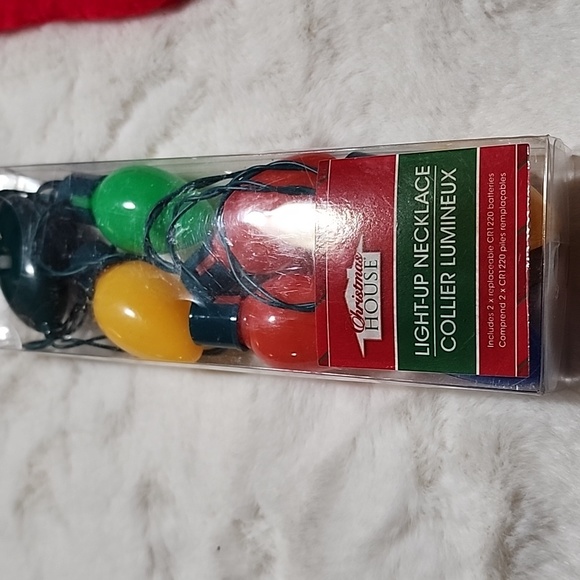 Christmas
HOUSE
LIGHT-UP NECKLACE
COLLIER LUMINEUX
Includes 2 x replaceable CR1220 batteries
Comprend 2 x CR1220 piles remplaçables